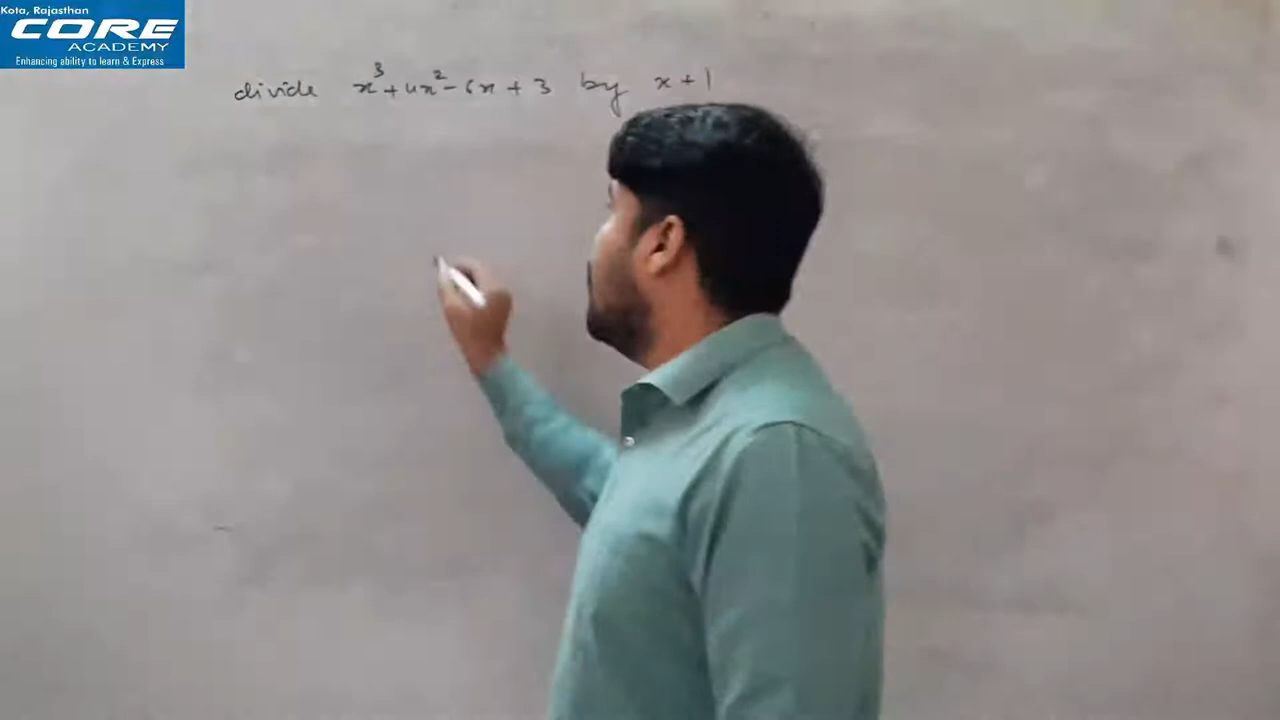 Kota, Rajasthan
CORE
ACADEMY
Enhancing ability to learn & Express
divide x³+4x²-6x+3 by x+1